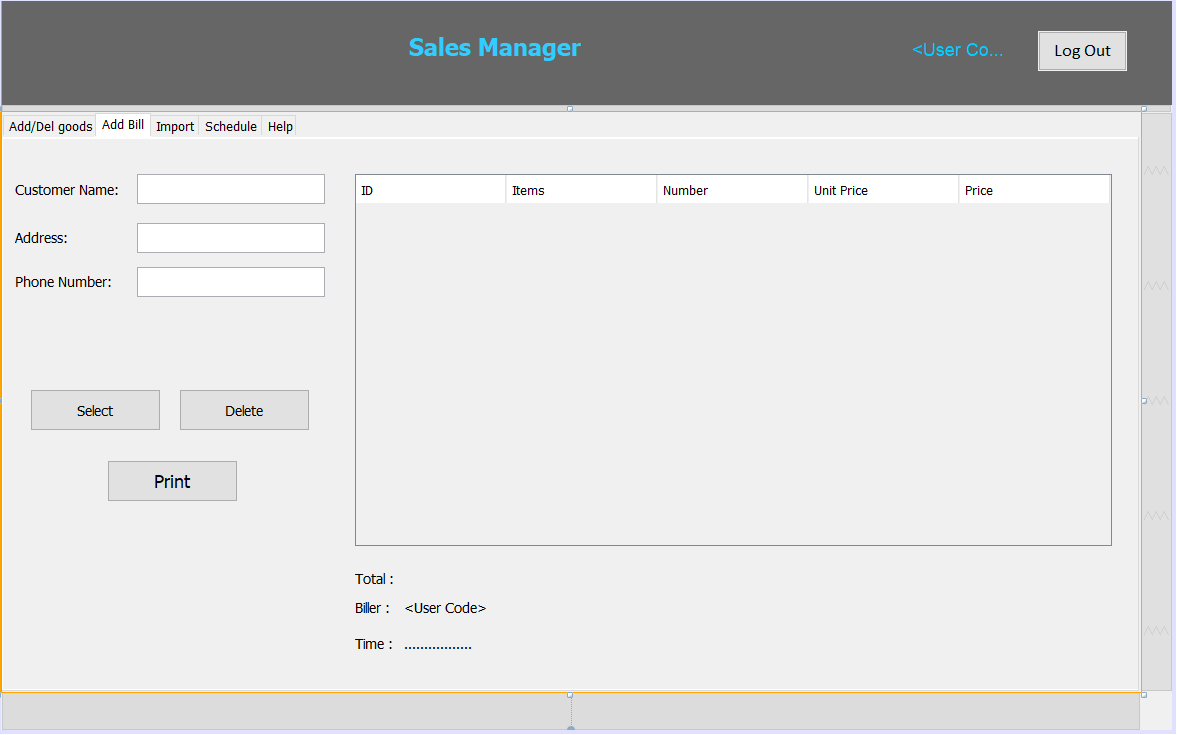 Sales Manager
<User Co...
Log Out
Add/Del goods Add Bill Import Schedule Help
Customer Name:
Address:
Phone Number:
ID Items Number Unit Price Price
Select Delete
Print
Total :
Biller : <User Code>
Time : .................